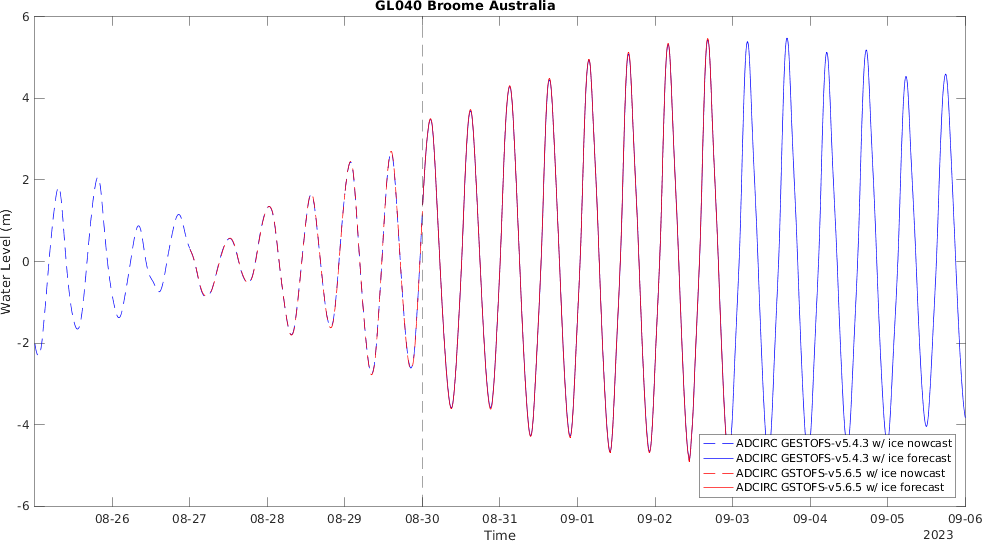 GL040 Broome Australia
6
4
2
0
-2
-4
-6
Water Level (m)
ADCIRC GESTOFS-v5.4.3 w/ ice nowcast
ADCIRC GESTOFS-v5.4.3 w/ ice forecast
ADCIRC GSTOFS-v5.6.5 w/ ice nowcast
ADCIRC GSTOFS-v5.6.5 w/ ice forecast
08-26 08-27 08-28 08-29 08-30 08-31 09-01 09-02 09-03 09-04 09-05 09-06
Time
2023